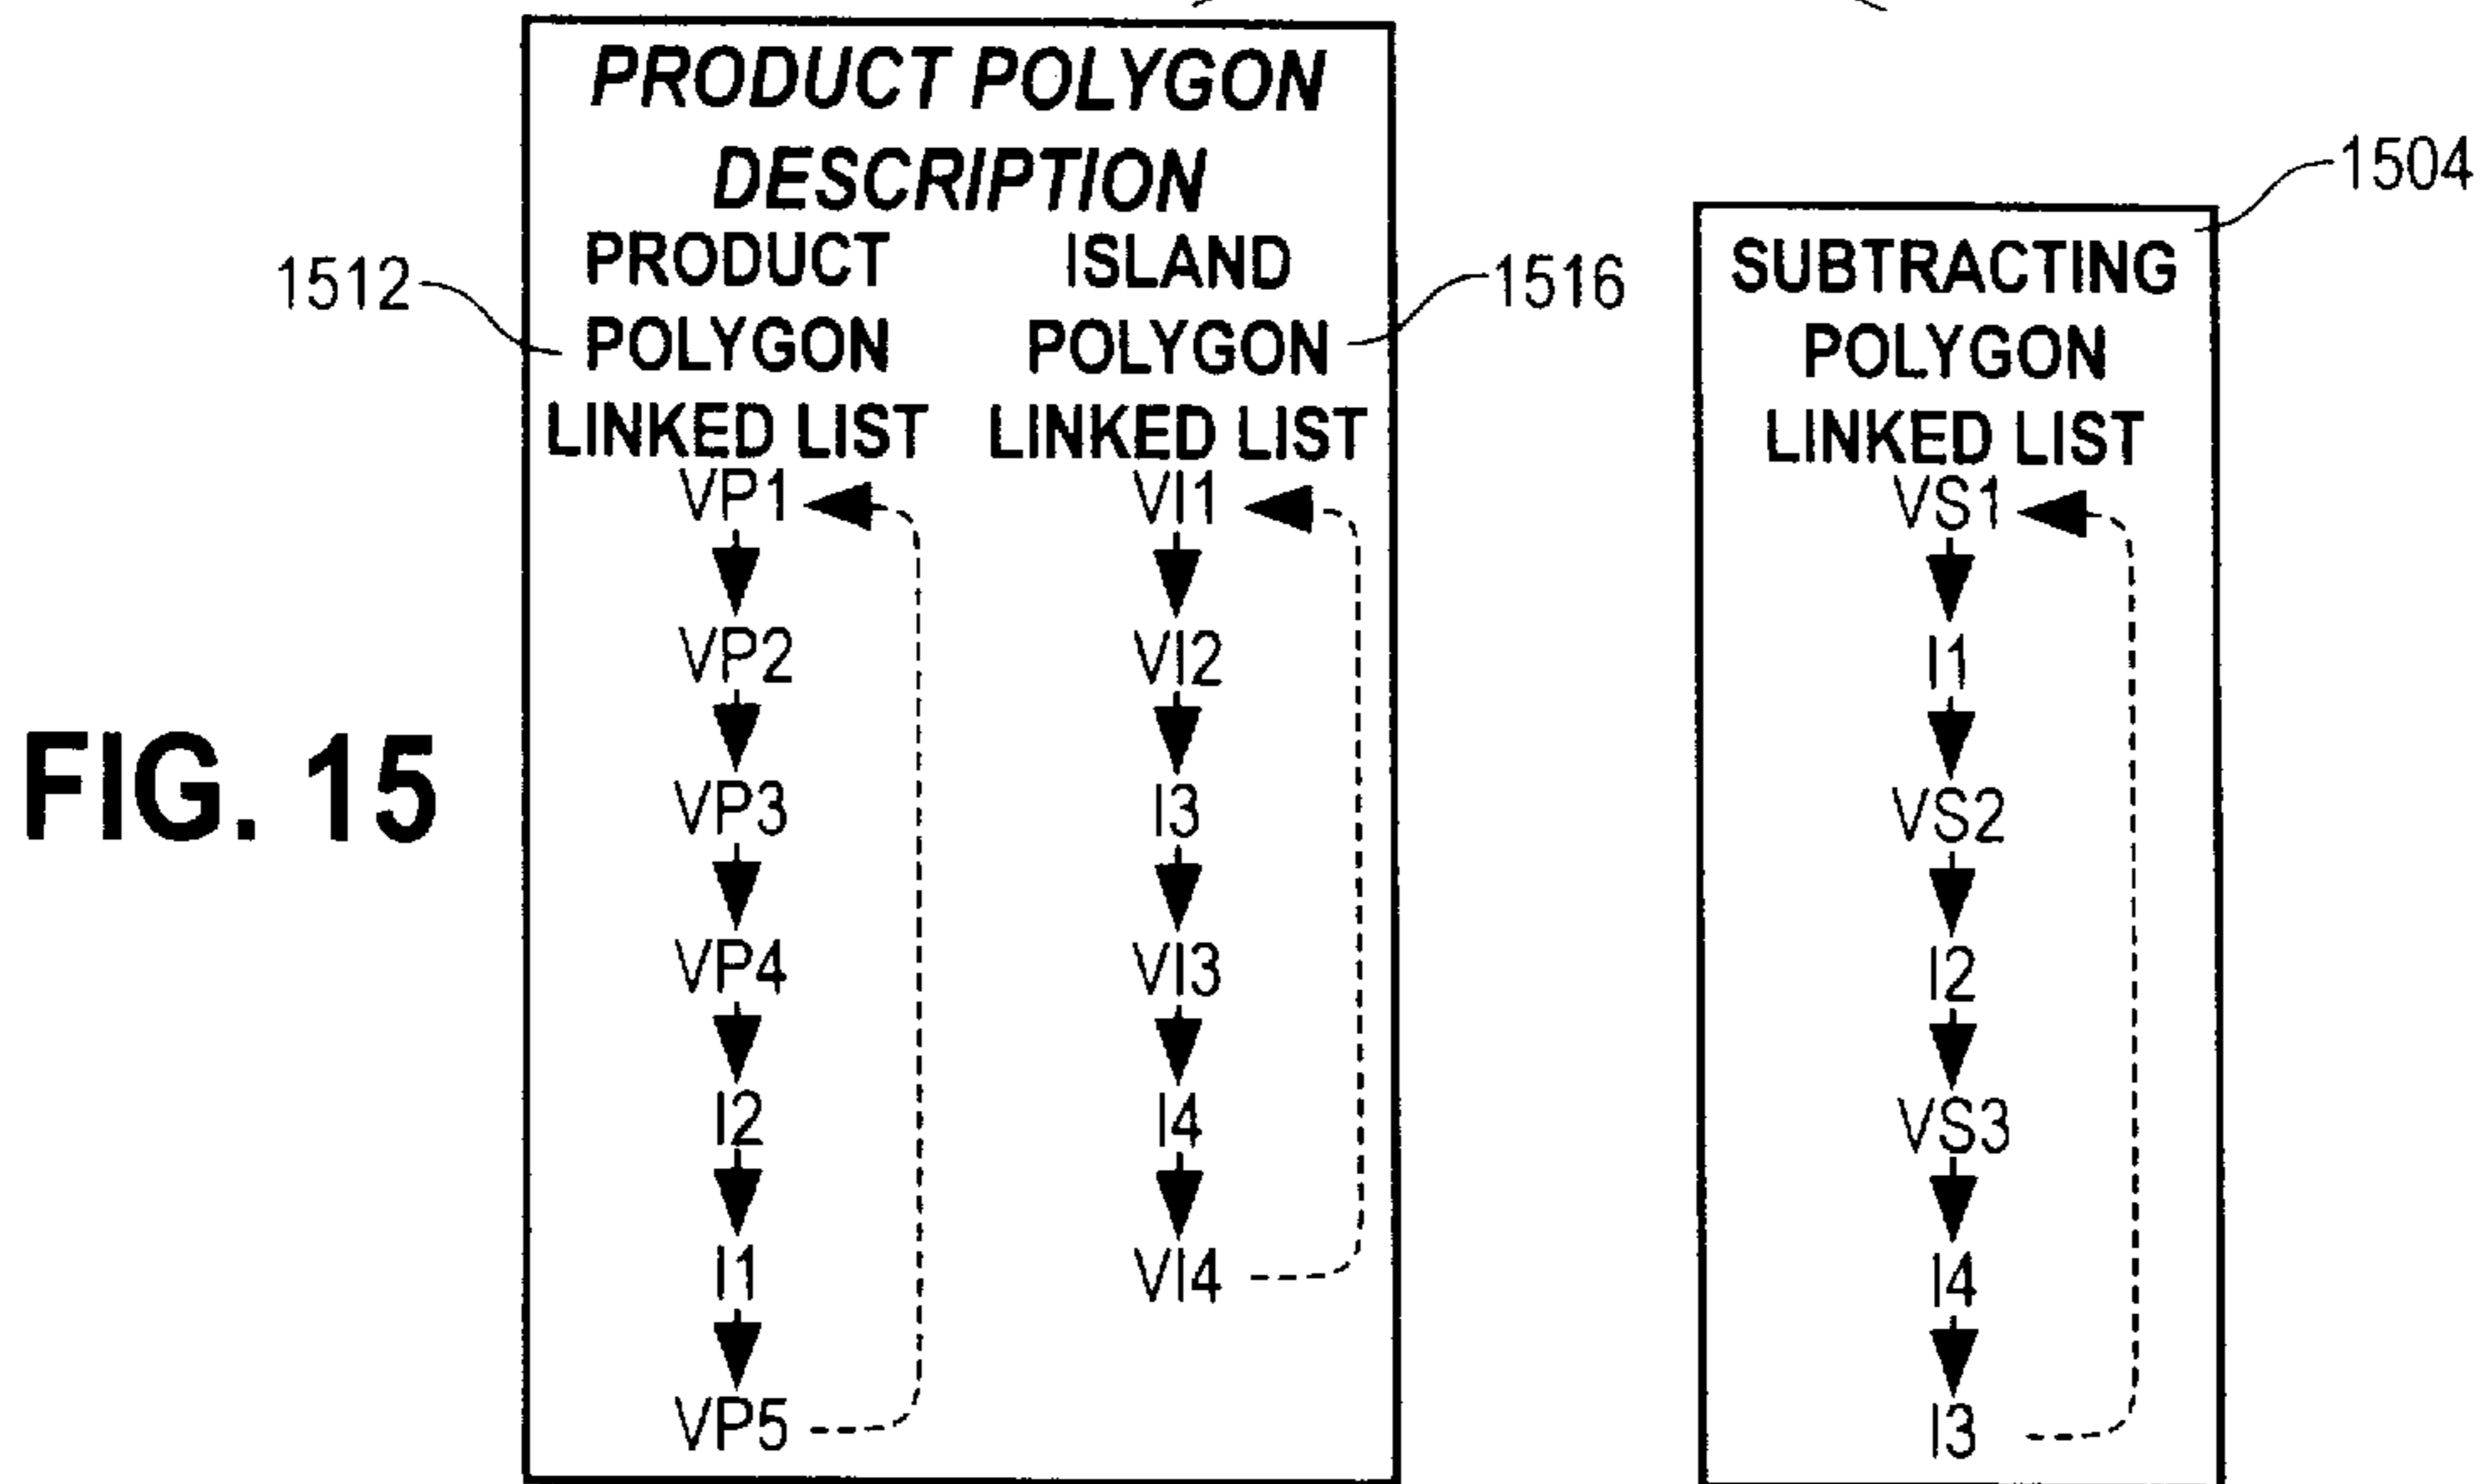 PRODUCT POLYGON
DESCRIPTION
1512
PRODUCT
POLYGON
LINKED LIST
VP1
VP2
VP3
VP4
I2
I1
VP5
1516
ISLAND
POLYGON
LINKED LIST
VI1
VI2
I3
VI3
I4
VI4
1504
SUBTRACTING
POLYGON
LINKED LIST
VS1
I1
VS2
I2
VS3
I4
I3
FIG. 15